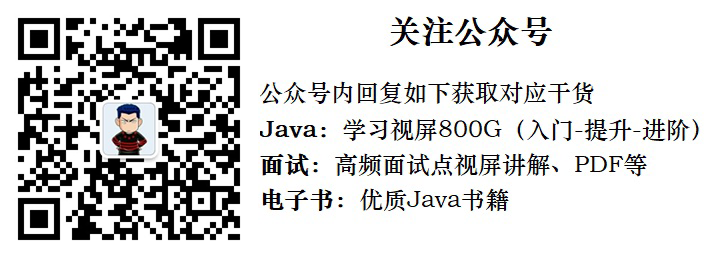 关注公众号
公众号内回复如下获取对应干货
Java：学习视屏800G（入门-提升-进阶）
面试：高频面试点视屏讲解、PDF等
电子书：优质Java书籍